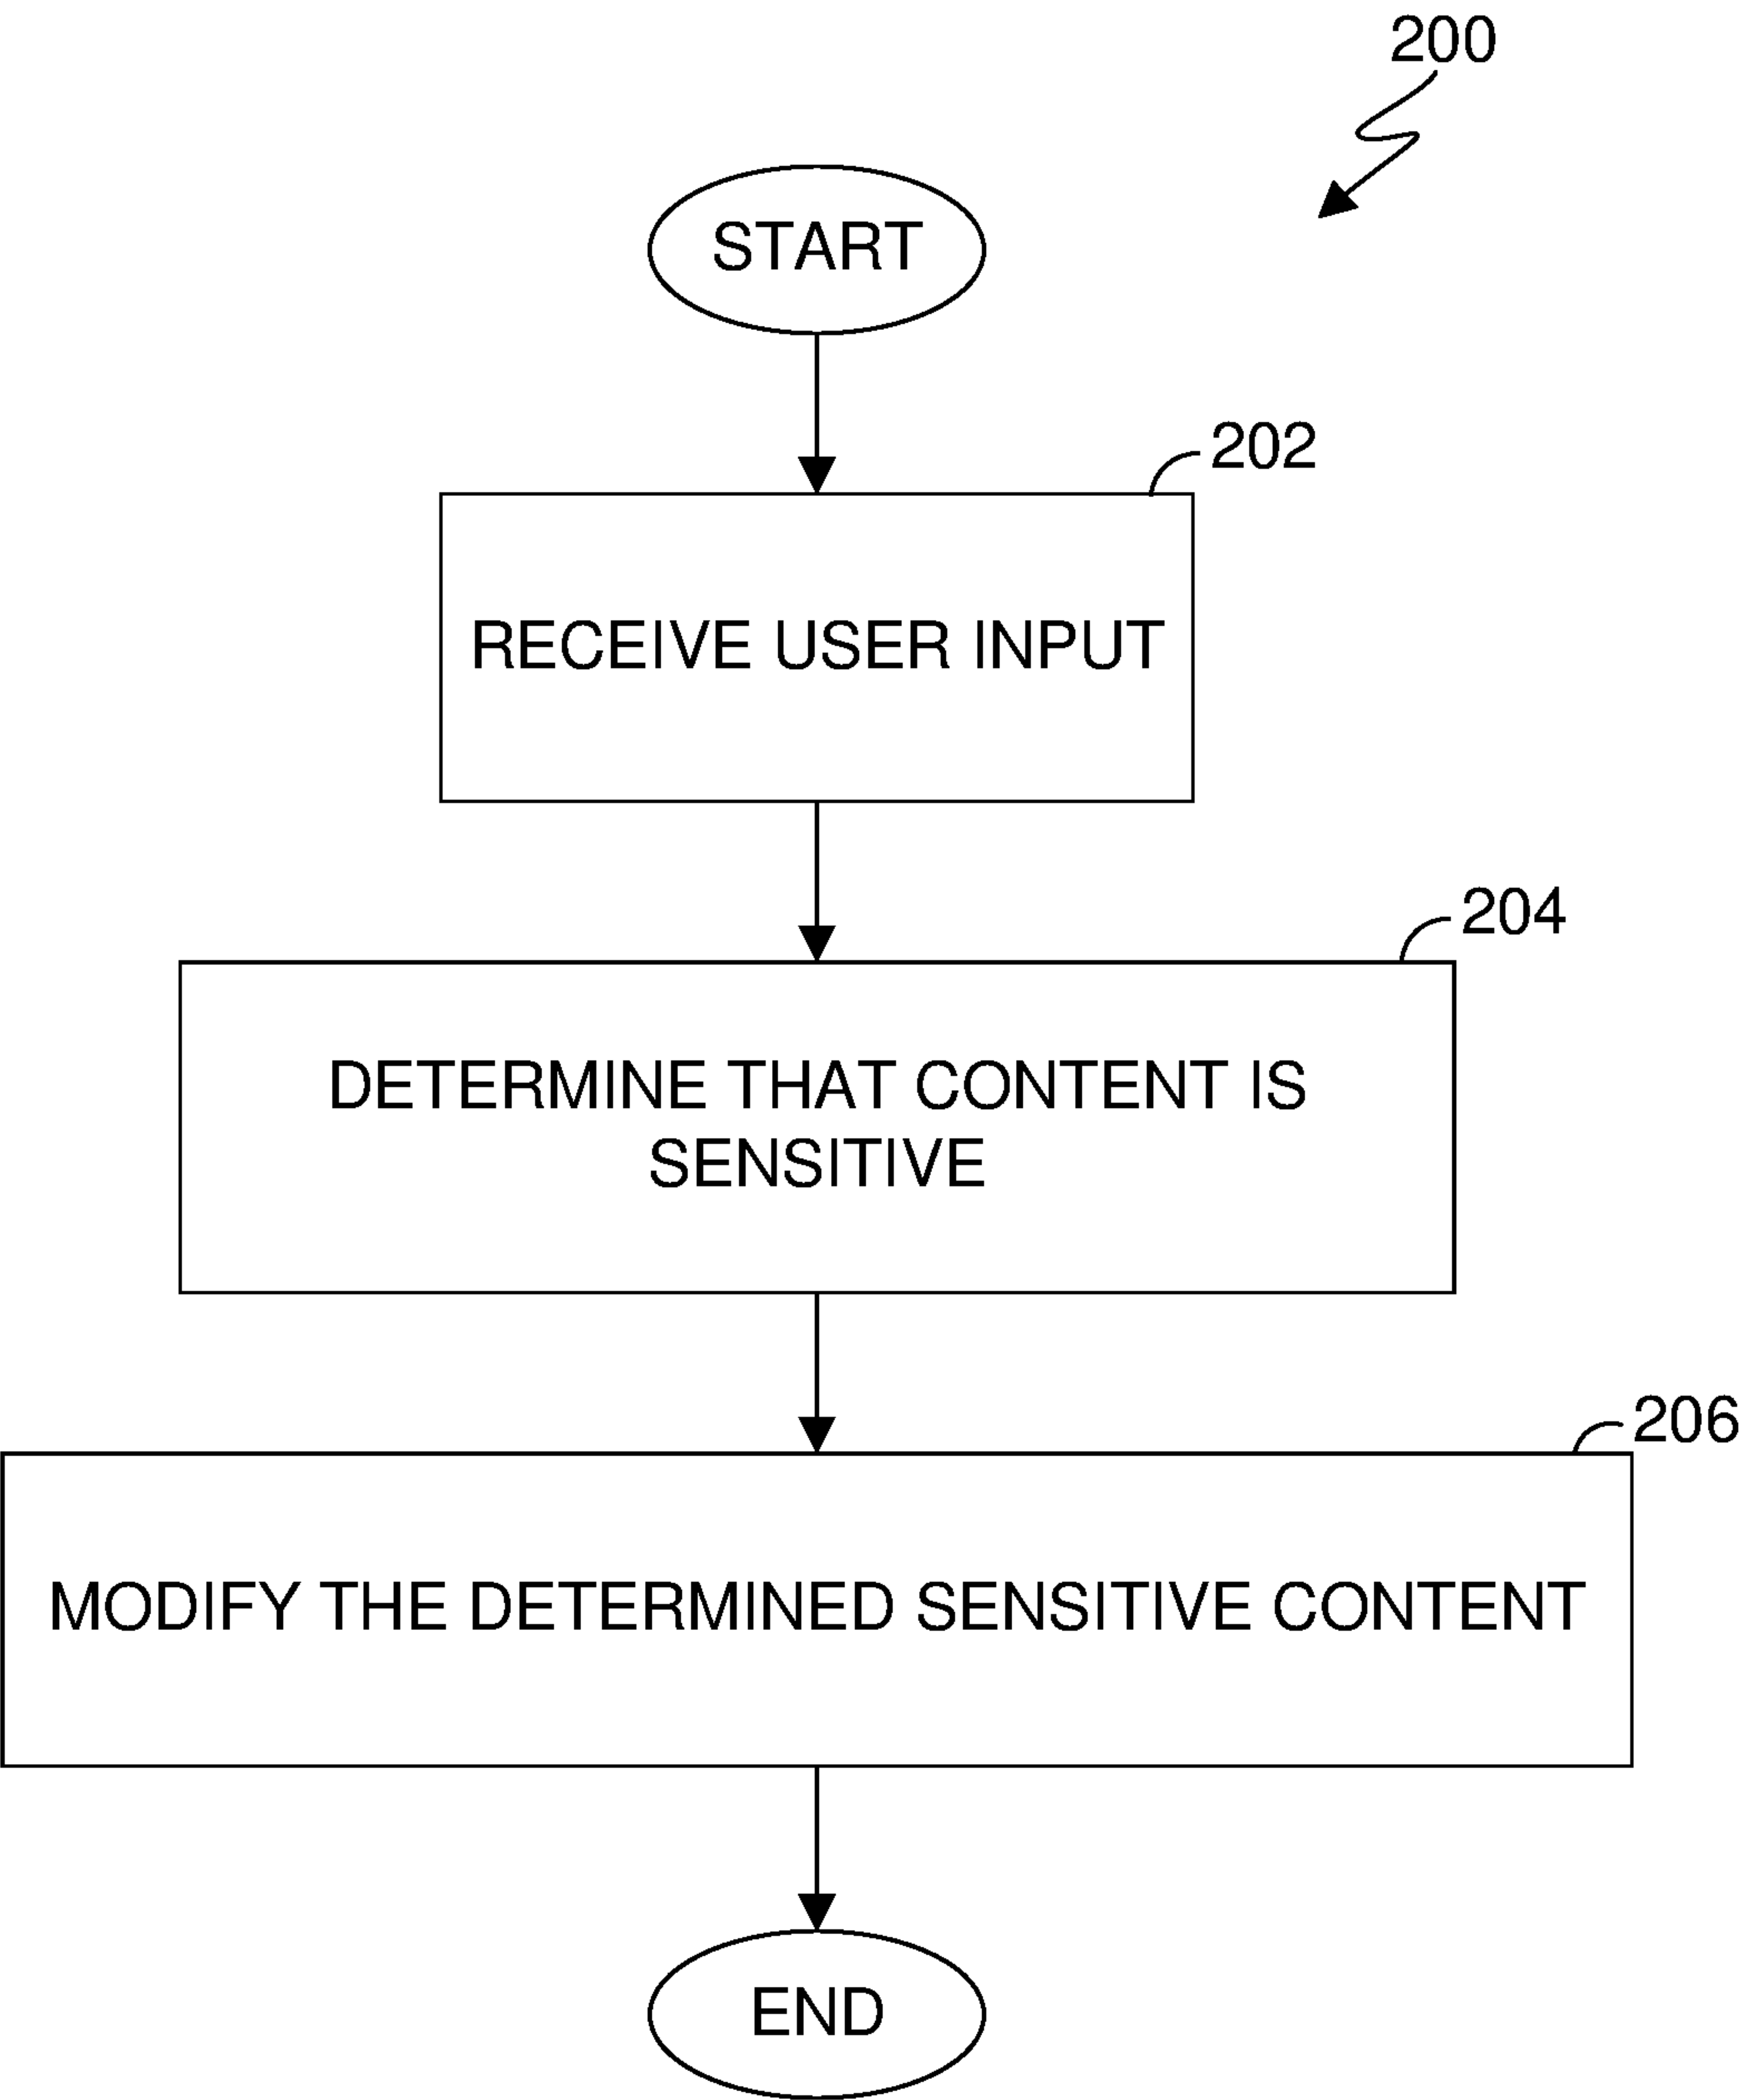 200
START
202
RECEIVE USER INPUT
204
DETERMINE THAT CONTENT IS
SENSITIVE
206
MODIFY THE DETERMINED SENSITIVE CONTENT
END